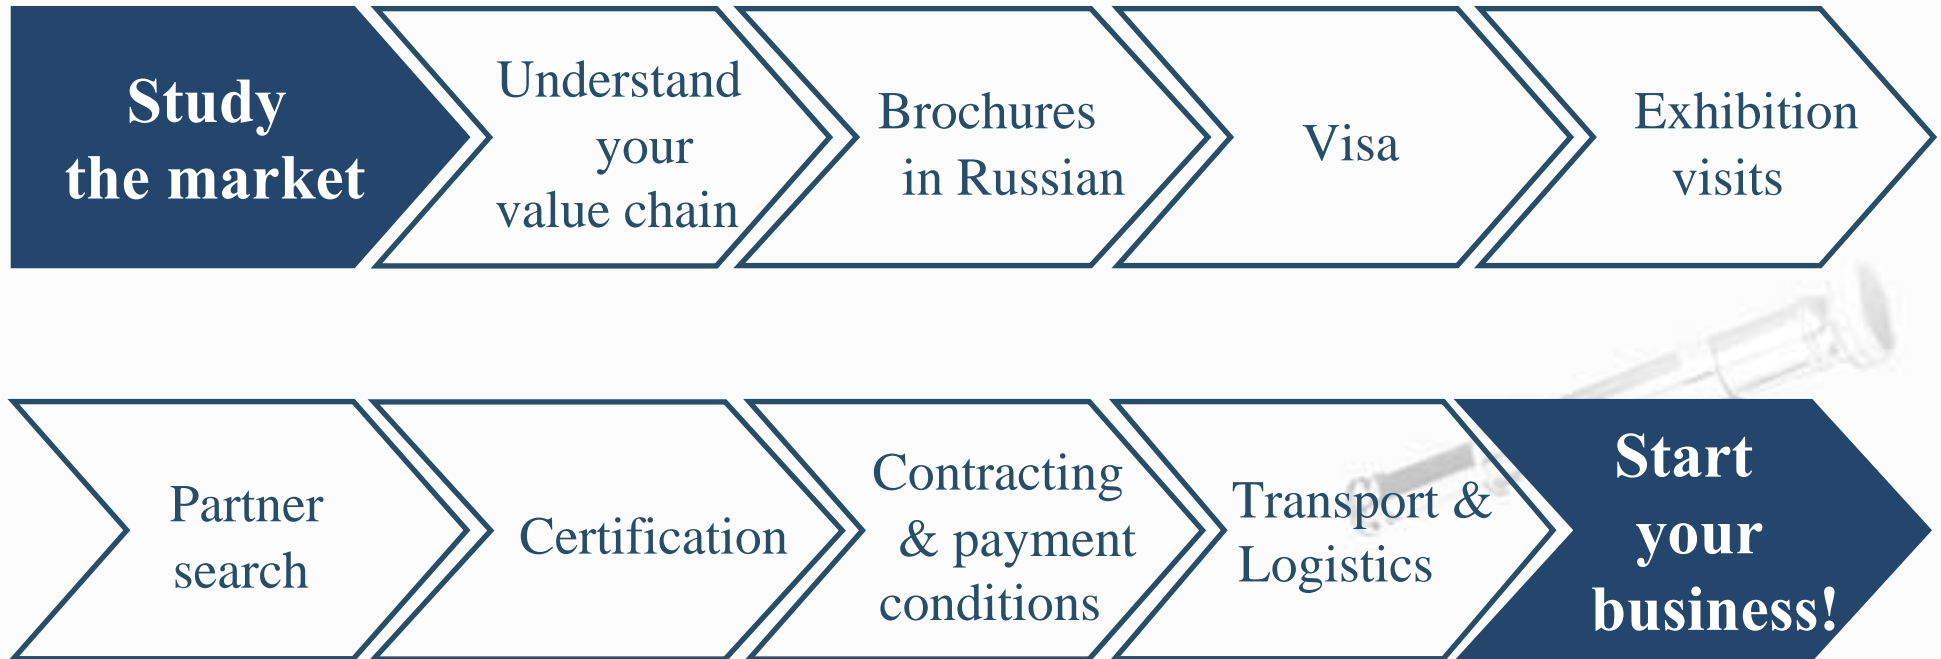 Study
the market
Understand
your
value chain
Brochures
in Russian
Visa
Exhibition
visits
Partner
search
Certification
Contracting
& payment
conditions
Transport &
Logistics
Start
your
business!